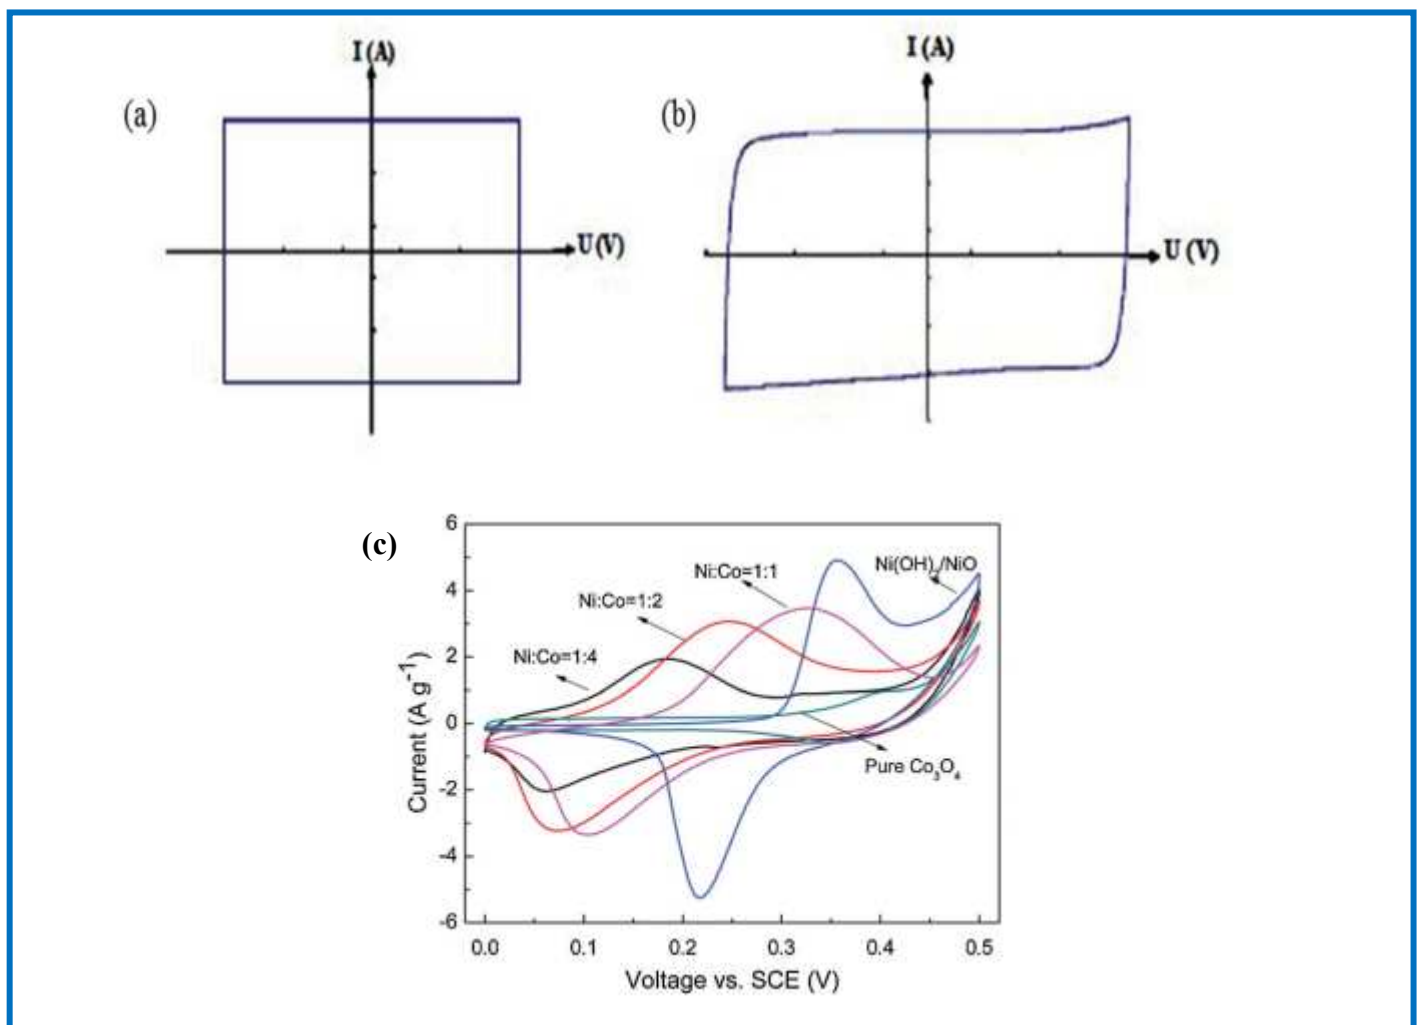 (a)
I (A)
U (V)
(b)
I (A)
U (V)
(c)
Ni:Co=1:4
Ni:Co=1:2
Ni:Co=1:1
Ni(OH)₂/NiO
Pure Co₃O₄
6
4
2
0
-2
-4
-6
Current (A g⁻¹)
0.0 0.1 0.2 0.3 0.4 0.5
Voltage vs. SCE (V)